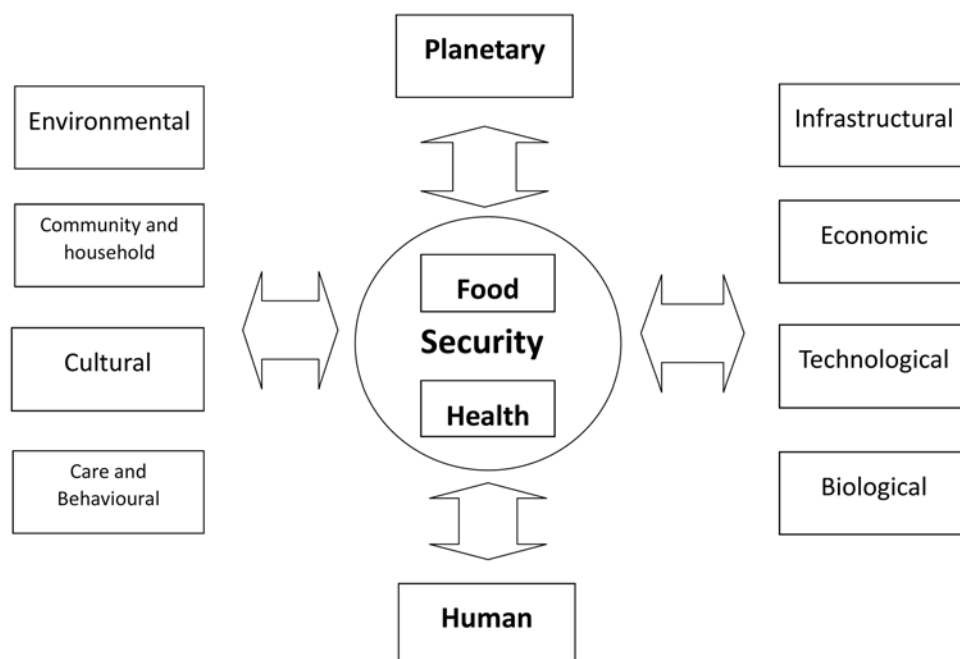 Planetary
Environmental
Community and
household
Cultural
Care and
Behavioural
Food
Security
Health
Infrastructural
Economic
Technological
Biological
Human